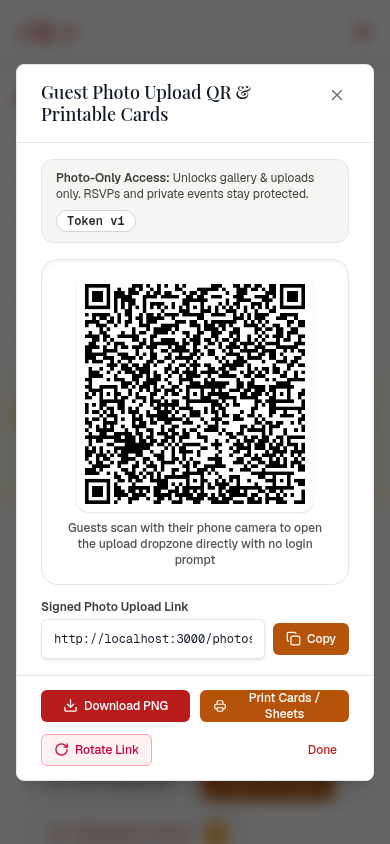 Guest Photo Upload QR &
Printable Cards
Photo-Only Access: Unlocks gallery & uploads
only. RSVPs and private events stay protected.
Token v1
Guests scan with their phone camera to open
the upload dropzone directly with no login
prompt
Signed Photo Upload Link
http://localhost:3000/photos
Copy
Download PNG
Print Cards /
Sheets
Rotate Link
Done